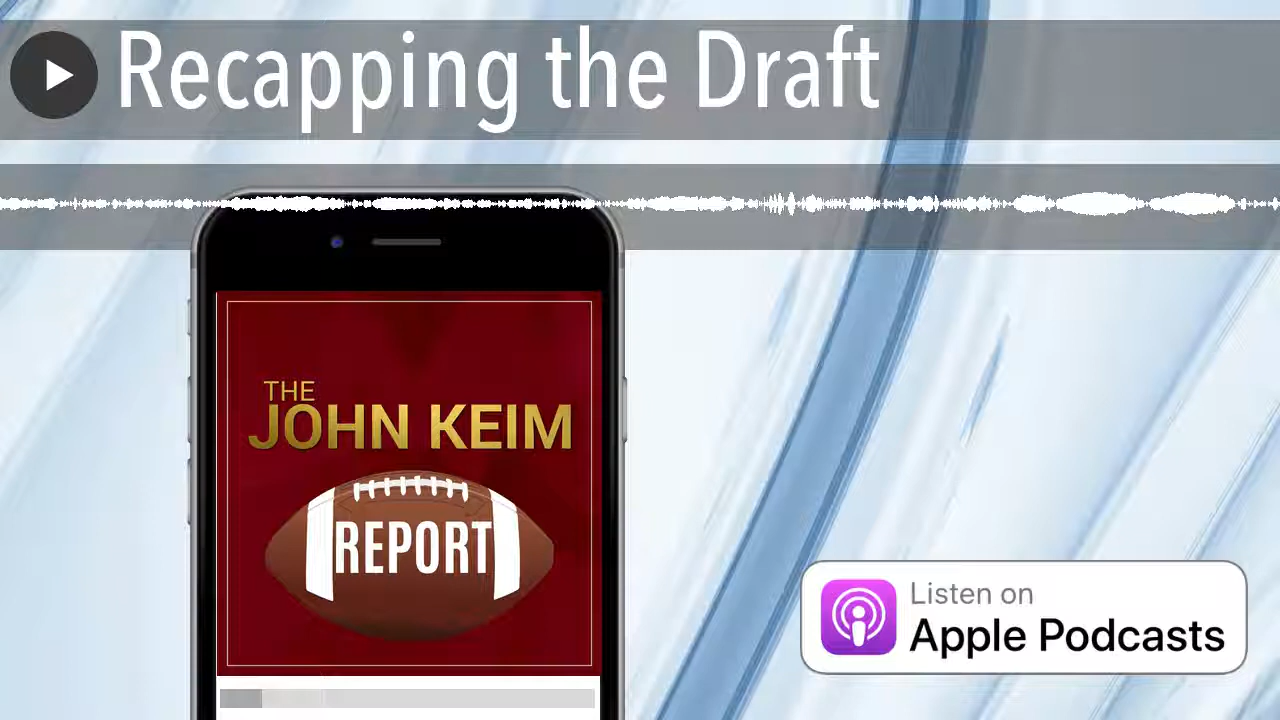 Recapping the Draft
THE
JOHN KEIM
REPORT
Listen on
Apple Podcasts